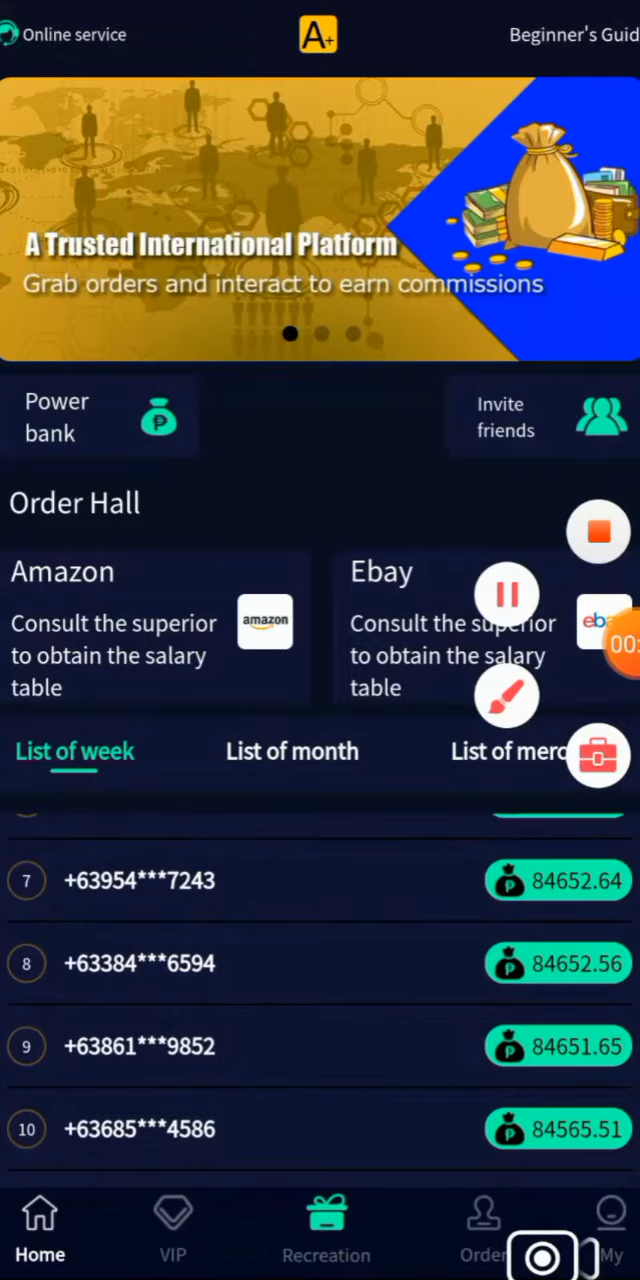 Online service
A+
Beginner's Guid
A Trusted International Platform
Grab orders and interact to earn commissions
Power
bank
Invite
friends
Order Hall
Amazon
Consult the superior
to obtain the salary
table
amazon
Ebay
Consult the superior
to obtain the salary
table
eb
00:
List of week
List of month
List of merc
7 +63954***7243 84652.64
8 +63384***6594 84652.56
9 +63861***9852 84651.65
10 +63685***4586 84565.51
Home
VIP
Recreation
Order
My